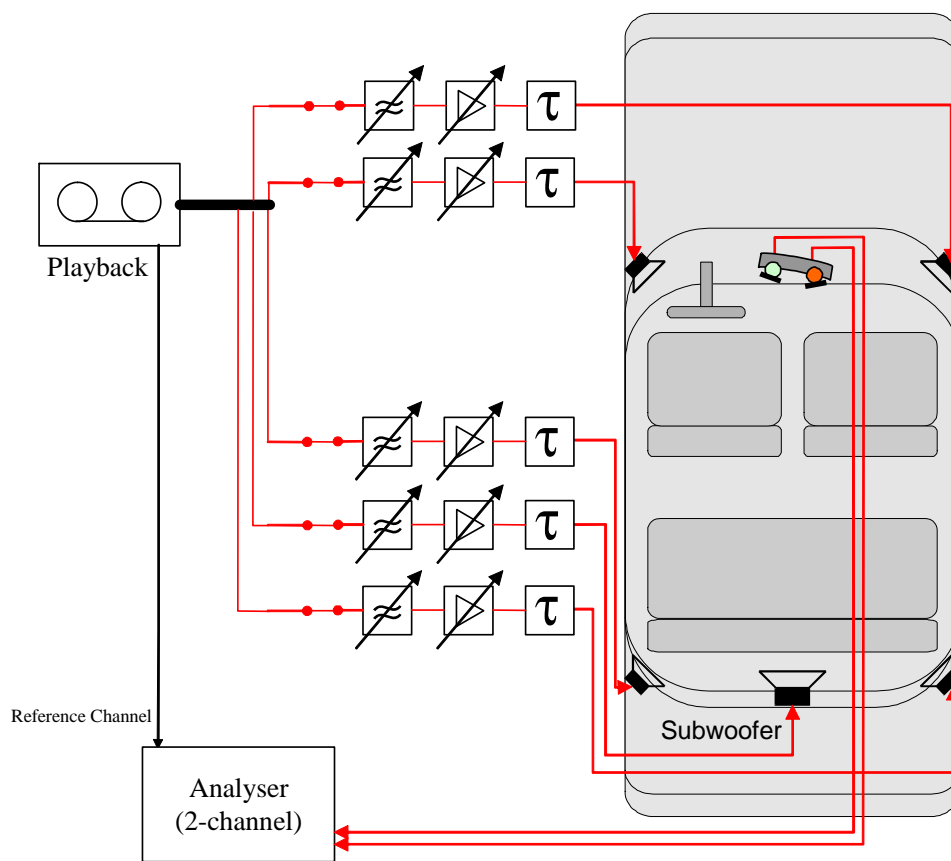 τ
τ
Playback
τ
τ
τ
Reference Channel
Subwoofer
Analyser
(2-channel)